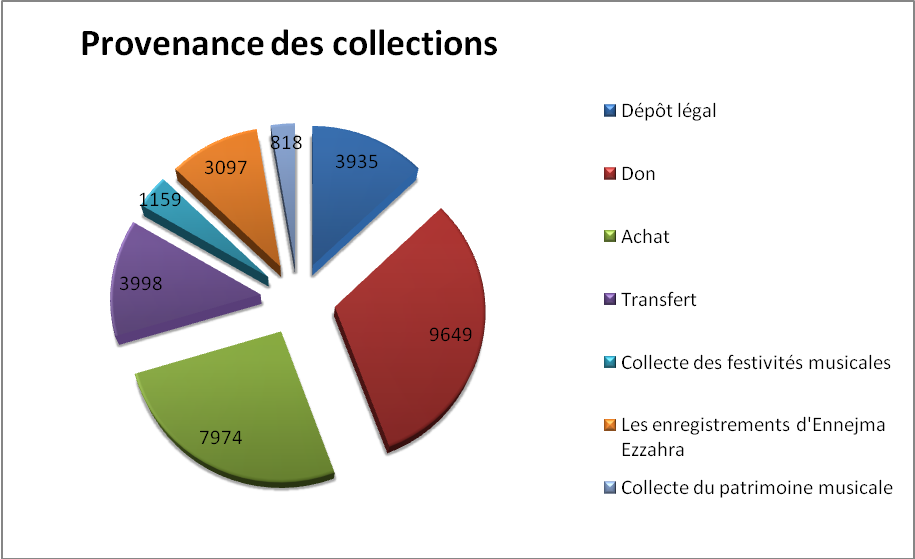 Provenance des collections
818
3935
3097
1159
3998
9649
7974
Dépôt légal
Don
Achat
Transfert
Collecte des festivités musicales
Les enregistrements d'Ennejma
Ezzahra
Collecte du patrimoine musicale